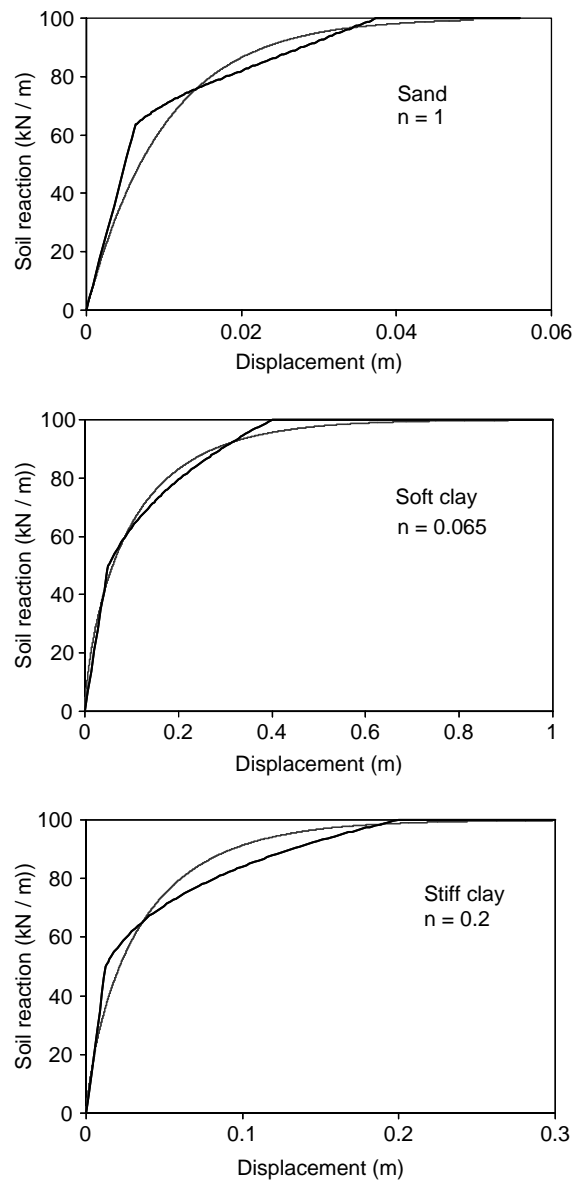 100
80
60
40
20
0
Soil reaction (kN / m)
Sand
n = 1
0
0.02
0.04
0.06
Displacement (m)
100
80
60
40
20
0
Soil reaction (kN / m))
Soft clay
n = 0.065
0
0.2
0.4
0.6
0.8
1
Displacement (m)
100
80
60
40
20
0
Soil reaction (kN / m))
Stiff clay
n = 0.2
0
0.1
0.2
0.3
Displacement (m)